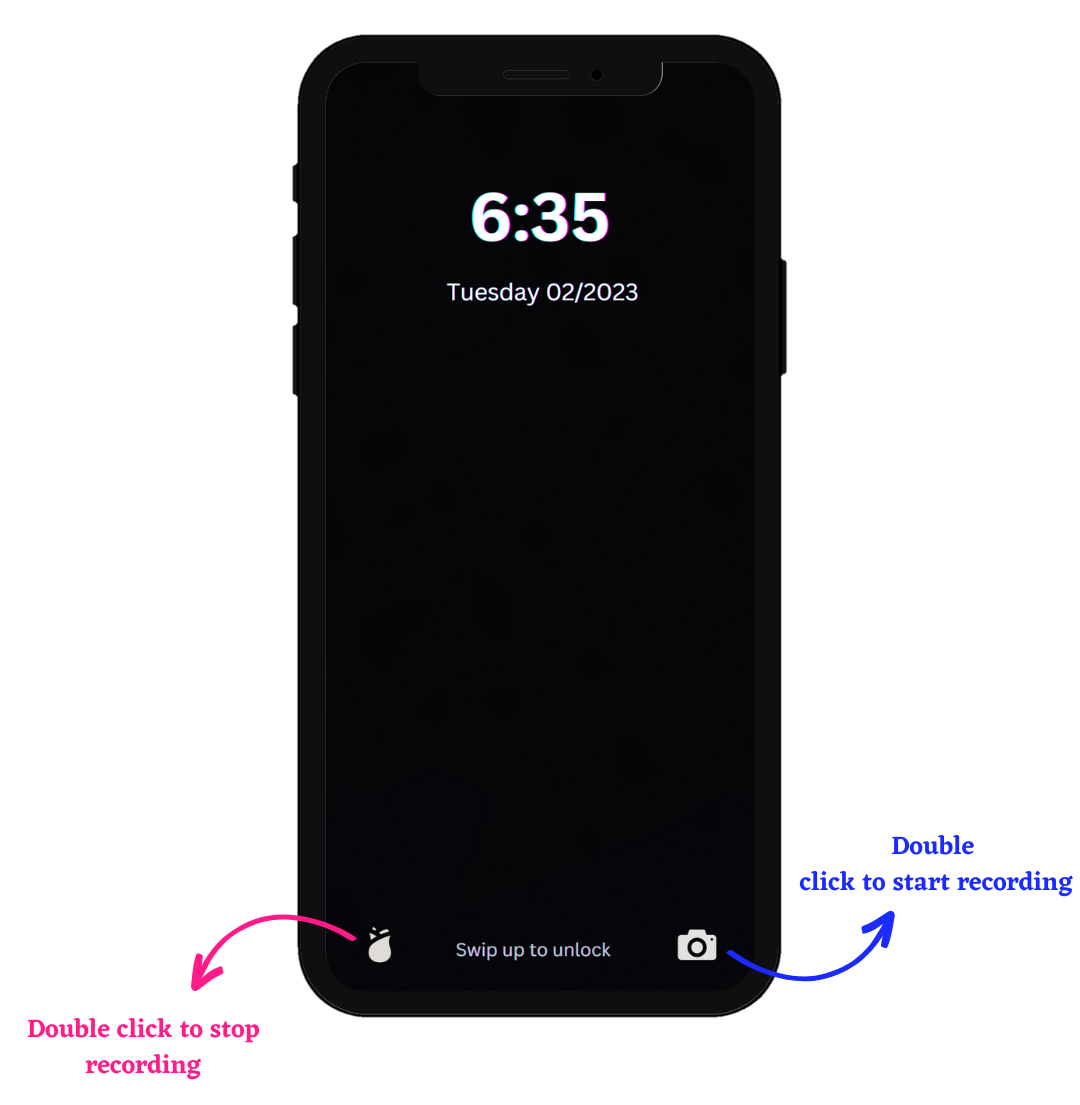 6:35
Tuesday 02/2023
Double
click to start recording
Swip up to unlock
Double click to stop
recording